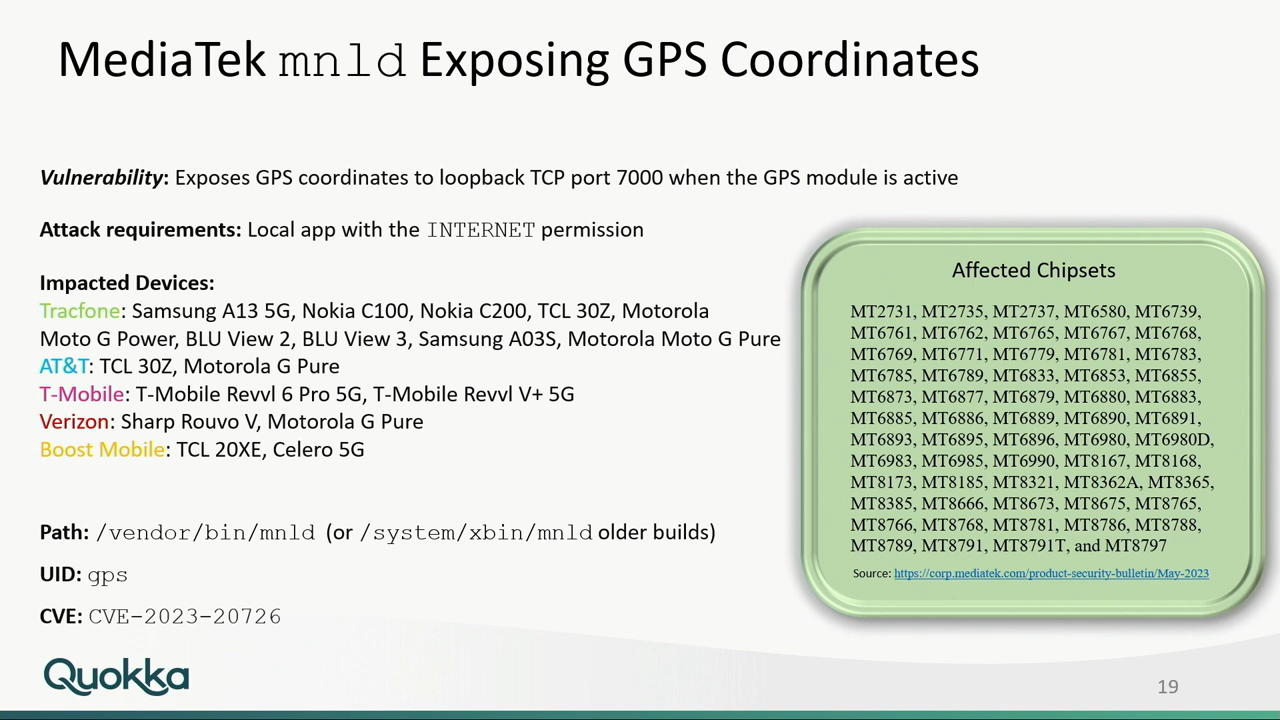 MediaTek mnld Exposing GPS Coordinates
Vulnerability: Exposes GPS coordinates to loopback TCP port 7000 when the GPS module is active
Attack requirements: Local app with the INTERNET permission
Impacted Devices:
Tracfone: Samsung A13 5G, Nokia C100, Nokia C200, TCL 30Z, Motorola
Moto G Power, BLU View 2, BLU View 3, Samsung A03S, Motorola Moto G Pure
AT&T: TCL 30Z, Motorola G Pure
T-Mobile: T-Mobile Revvl 6 Pro 5G, T-Mobile Revvl V+ 5G
Verizon: Sharp Rouvo V, Motorola G Pure
Boost Mobile: TCL 20XE, Celero 5G
Path: /vendor/bin/mnld (or /system/xbin/mnld older builds)
UID: gps
CVE: CVE-2023-20726
Affected Chipsets
MT2731, MT2735, MT2737, MT6580, MT6739,
MT6761, MT6762, MT6765, MT6767, MT6768,
MT6769, MT6771, MT6779, MT6781, MT6783,
MT6785, MT6789, MT6833, MT6853, MT6855,
MT6873, MT6877, MT6879, MT6880, MT6883,
MT6885, MT6886, MT6889, MT6890, MT6891,
MT6893, MT6895, MT6896, MT6980, MT6980D,
MT6983, MT6985, MT6990, MT8167, MT8168,
MT8173, MT8185, MT8321, MT8362A, MT8365,
MT8385, MT8666, MT8673, MT8675, MT8765,
MT8766, MT8768, MT8781, MT8786, MT8788,
MT8789, MT8791, MT8791T, and MT8797
Source: https://corp.mediatek.com/product-security-bulletin/May-2023
Quokka
19